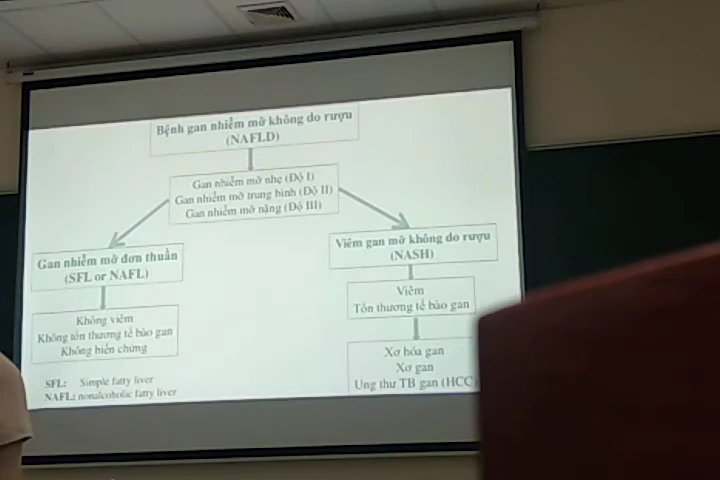 Bệnh gan nhiễm mỡ không do rượu
(NAFLD)
Gan nhiễm mỡ nhẹ (Độ I)
Gan nhiễm mỡ trung bình (Độ II)
Gan nhiễm mỡ nặng (Độ III)
Gan nhiễm mỡ đơn thuần
(SFL or NAFL)
Không viêm
Không tổn thương tế bào gan
Không biến chứng
Viêm gan mỡ không do rượu
(NASH)
Viêm
Tổn thương tế bào gan
Xơ hóa gan
Xơ gan
Ung thư TB gan (HCC)
SFL: Simple fatty liver
NAFL: nonalcoholic fatty liver